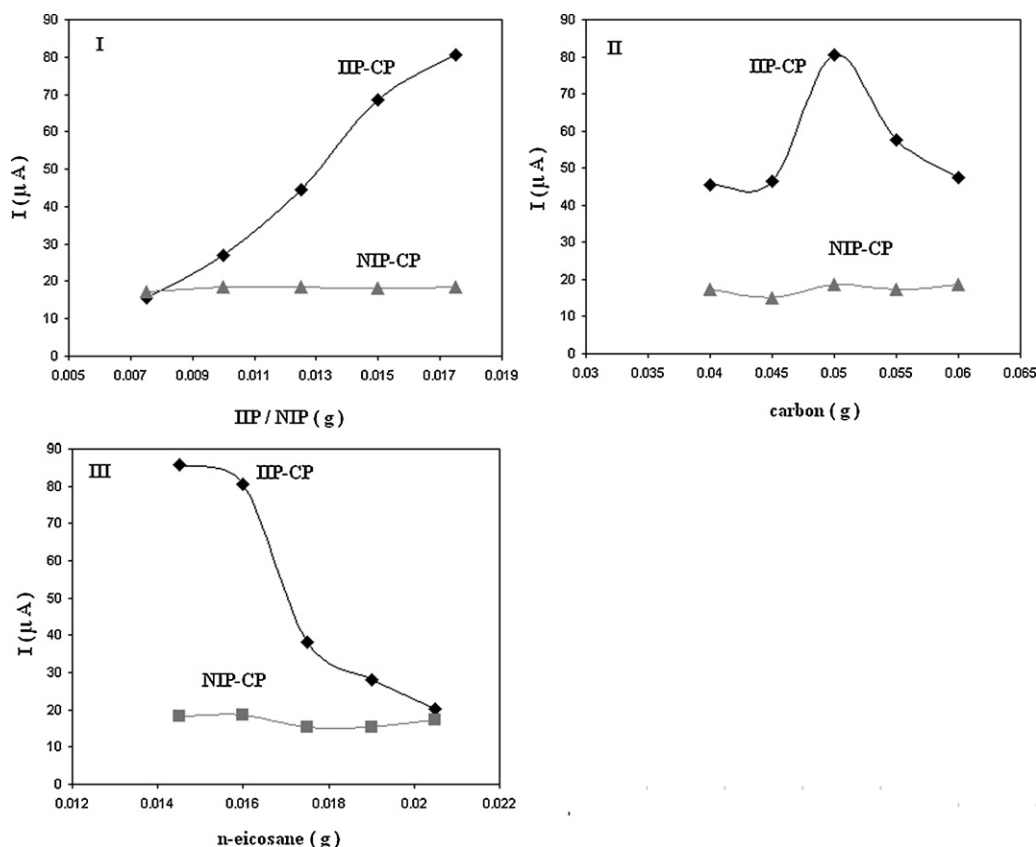 I
IIP-CP
NIP-CP
I ( µ A )
90
80
70
60
50
40
30
20
10
0
0.005 0.007 0.009 0.011 0.013 0.015 0.017 0.019
IIP / NIP ( g )
II
IIP-CP
NIP-CP
I ( µ A )
90
80
70
60
50
40
30
20
10
0
0.03 0.035 0.04 0.045 0.05 0.055 0.06 0.065
carbon ( g )
III
IIP-CP
NIP-CP
I ( µ A )
90
80
70
60
50
40
30
20
10
0
0.012 0.014 0.016 0.018 0.02 0.022
n-eicosane ( g )